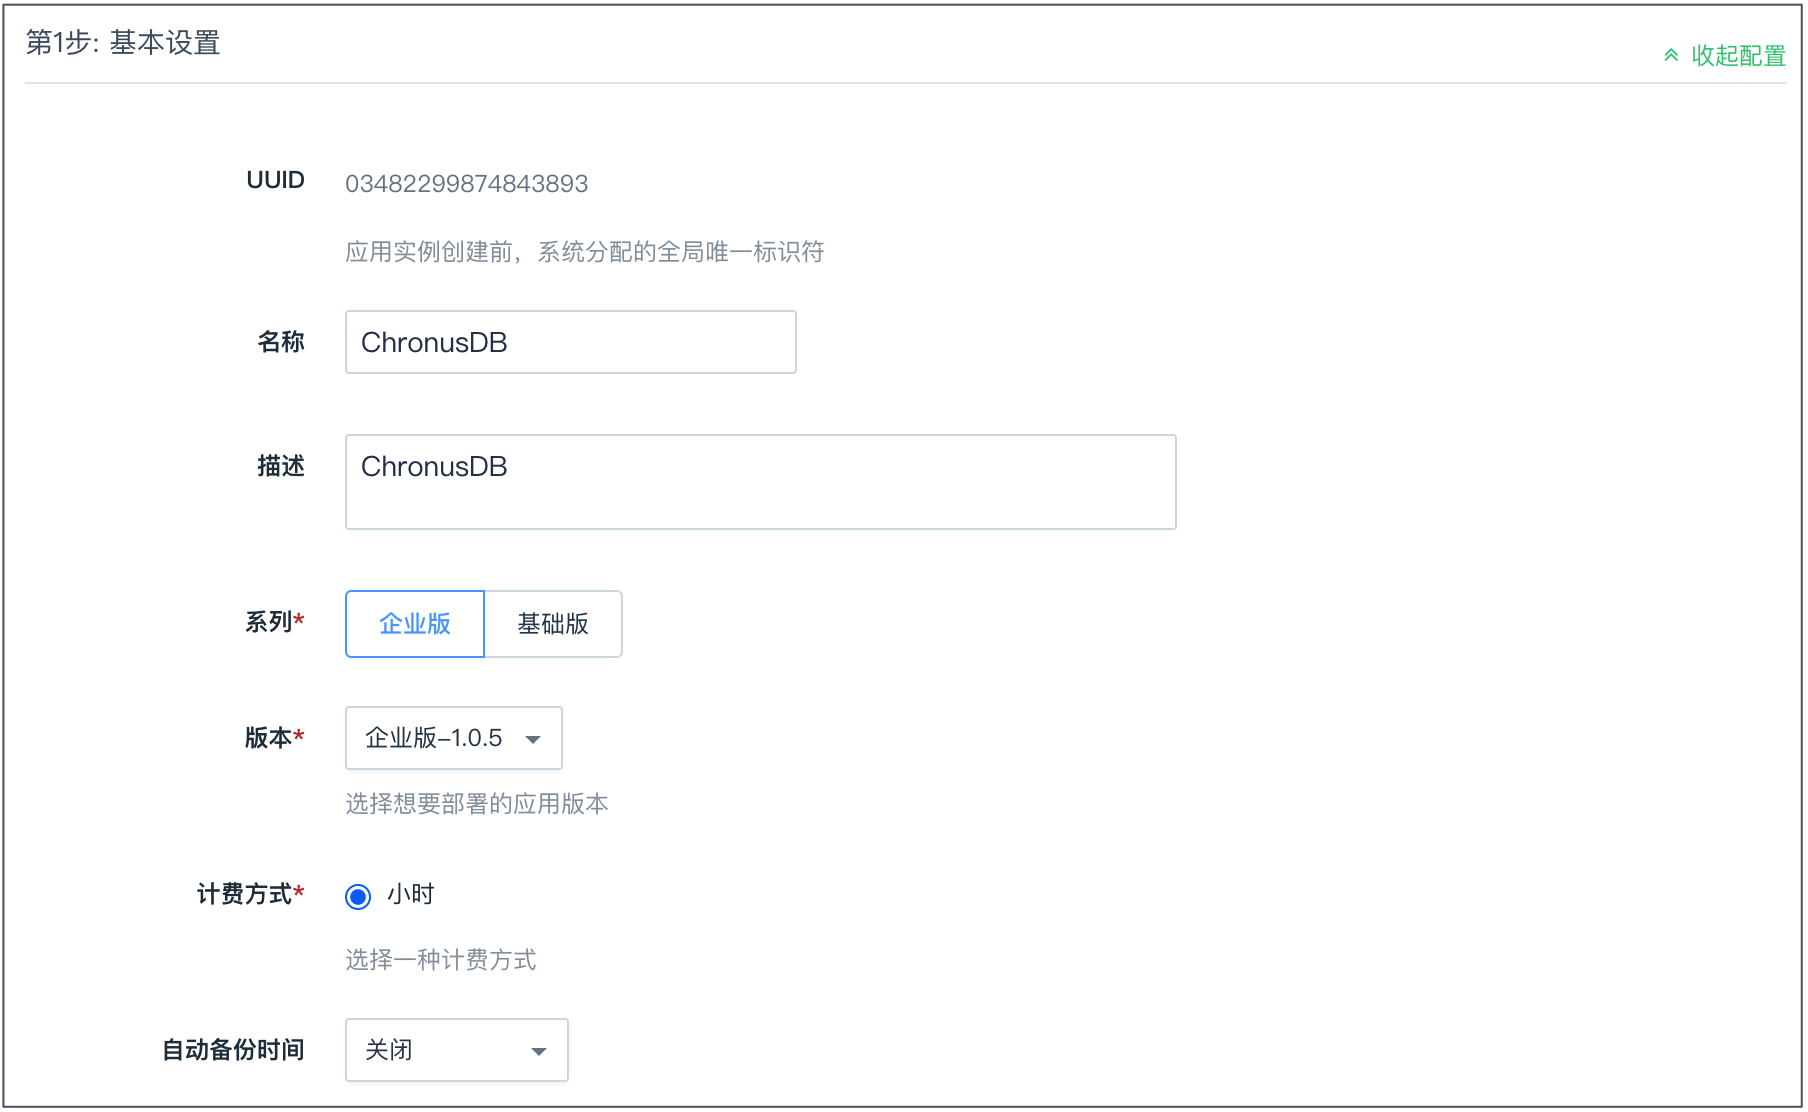 第1步: 基本设置
收起配置
UUID
03482299874843893
应用实例创建前，系统分配的全局唯一标识符
名称
ChronusDB
描述
ChronusDB
系列*
企业版
基础版
版本*
企业版-1.0.5
选择想要部署的应用版本
计费方式*
小时
选择一种计费方式
自动备份时间
关闭